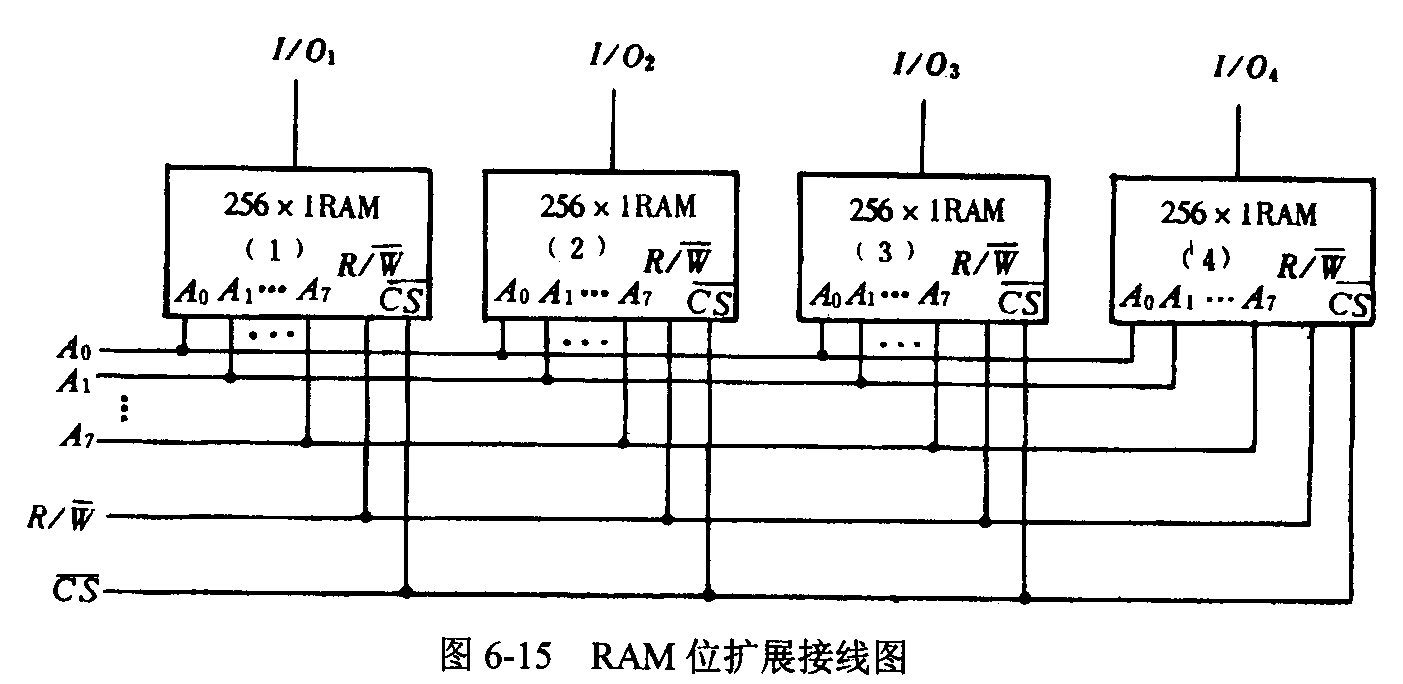 I/O₁ I/O₂ I/O₃ I/O₄
256×1RAM 256×1RAM 256×1RAM 256×1RAM
(1) (2) (3) (4)
R/W̅ R/W̅ R/W̅ R/W̅
A₀ A₁ ··· A₇ C̅S̅ A₀ A₁ ··· A₇ C̅S̅ A₀ A₁ ··· A₇ C̅S̅ A₀ A₁ ··· A₇ C̅S̅
··· ··· ···
A₀
A₁
⋮
A₇
R/W̅
C̅S̅
图 6-15 RAM 位扩展接线图